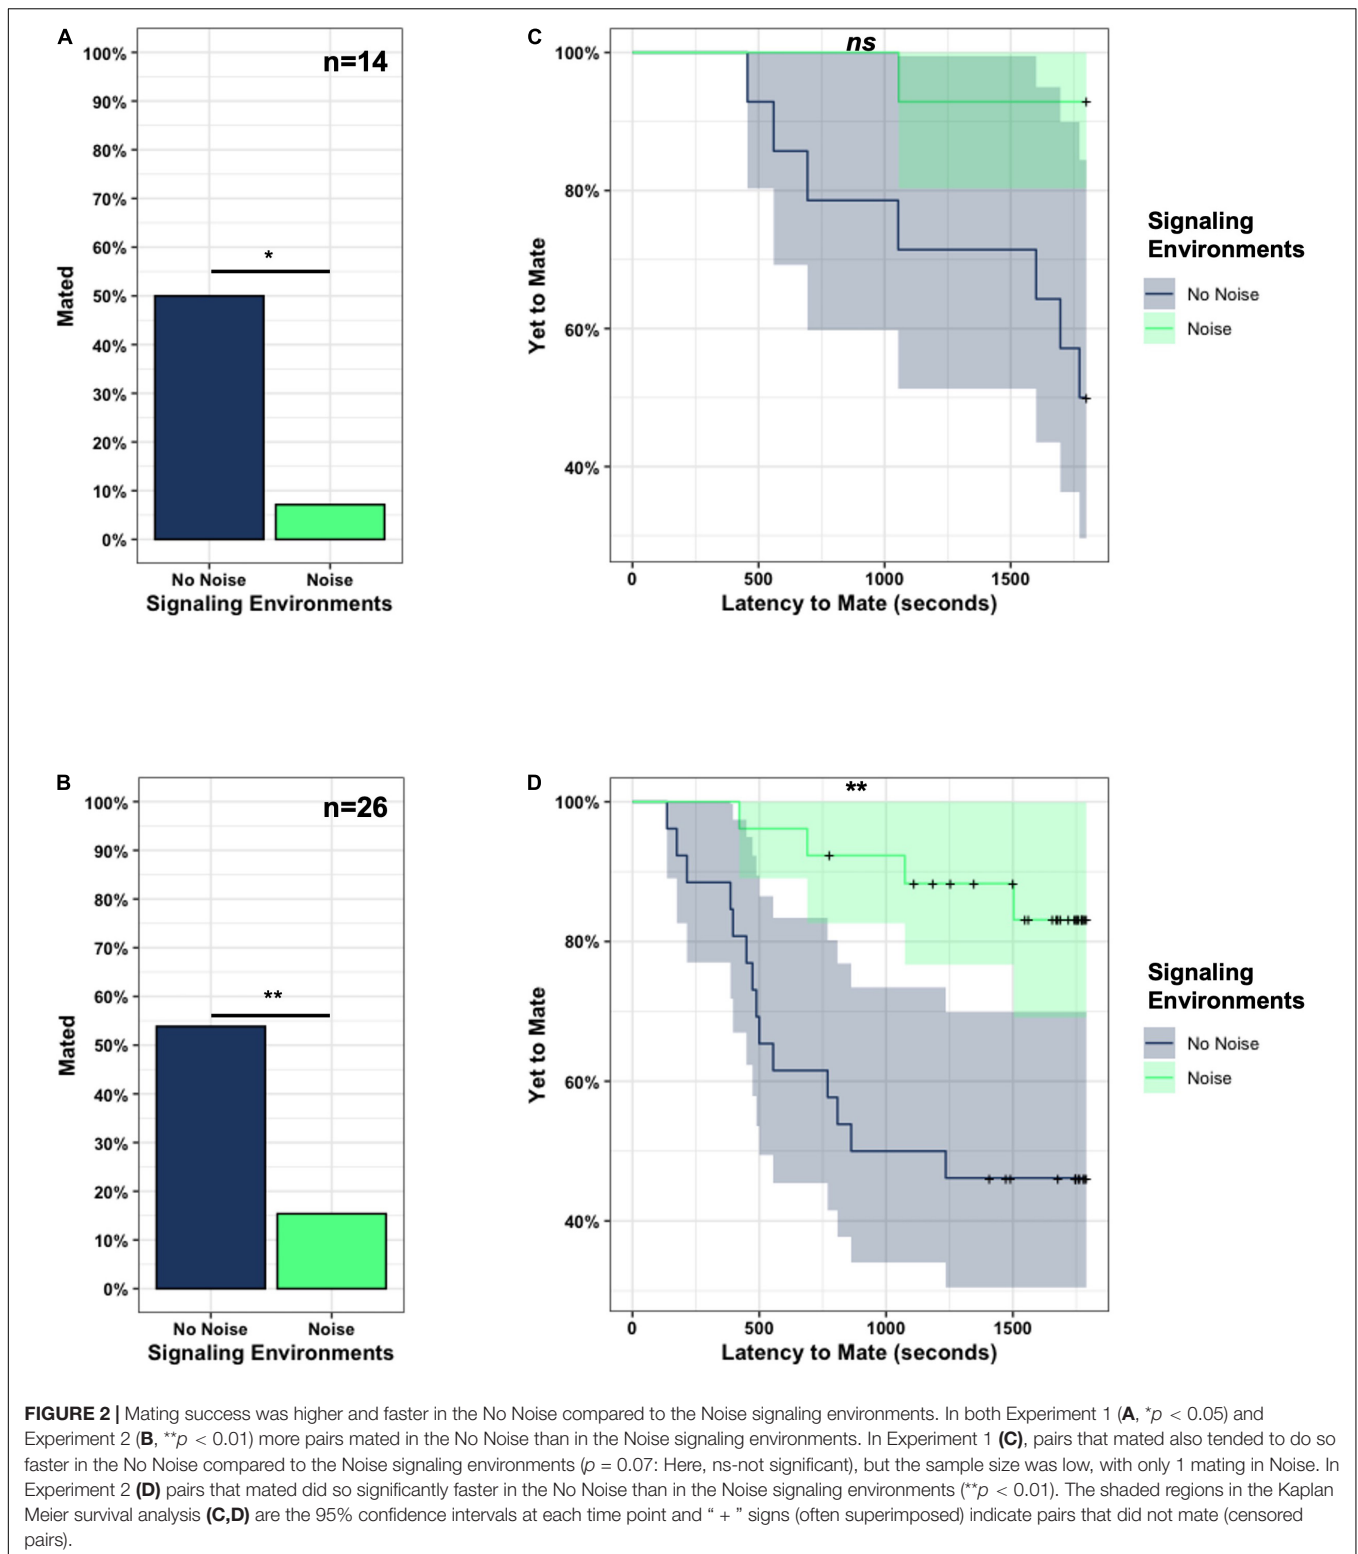 A
n=14
100%
90%
80%
70%
60%
50%
40%
30%
20%
10%
0%
Mated
*
No Noise Noise
Signaling Environments
C
ns
100%
80%
60%
40%
Yet to Mate
0 500 1000 1500
Latency to Mate (seconds)
Signaling
Environments
No Noise
Noise
B
n=26
100%
90%
80%
70%
60%
50%
40%
30%
20%
10%
0%
Mated
**
No Noise Noise
Signaling Environments
D
**
100%
80%
60%
40%
Yet to Mate
0 500 1000 1500
Latency to Mate (seconds)
Signaling
Environments
No Noise
Noise
FIGURE 2 | Mating success was higher and faster in the No Noise compared to the Noise signaling environments. In both Experiment 1 (A, *p < 0.05) and
Experiment 2 (B, **p < 0.01) more pairs mated in the No Noise than in the Noise signaling environments. In Experiment 1 (C), pairs that mated also tended to do so
faster in the No Noise compared to the Noise signaling environments (p = 0.07: Here, ns-not significant), but the sample size was low, with only 1 mating in Noise. In
Experiment 2 (D) pairs that mated did so significantly faster in the No Noise than in the Noise signaling environments (**p < 0.01). The shaded regions in the Kaplan
Meier survival analysis (C,D) are the 95% confidence intervals at each time point and “ + ” signs (often superimposed) indicate pairs that did not mate (censored
pairs).